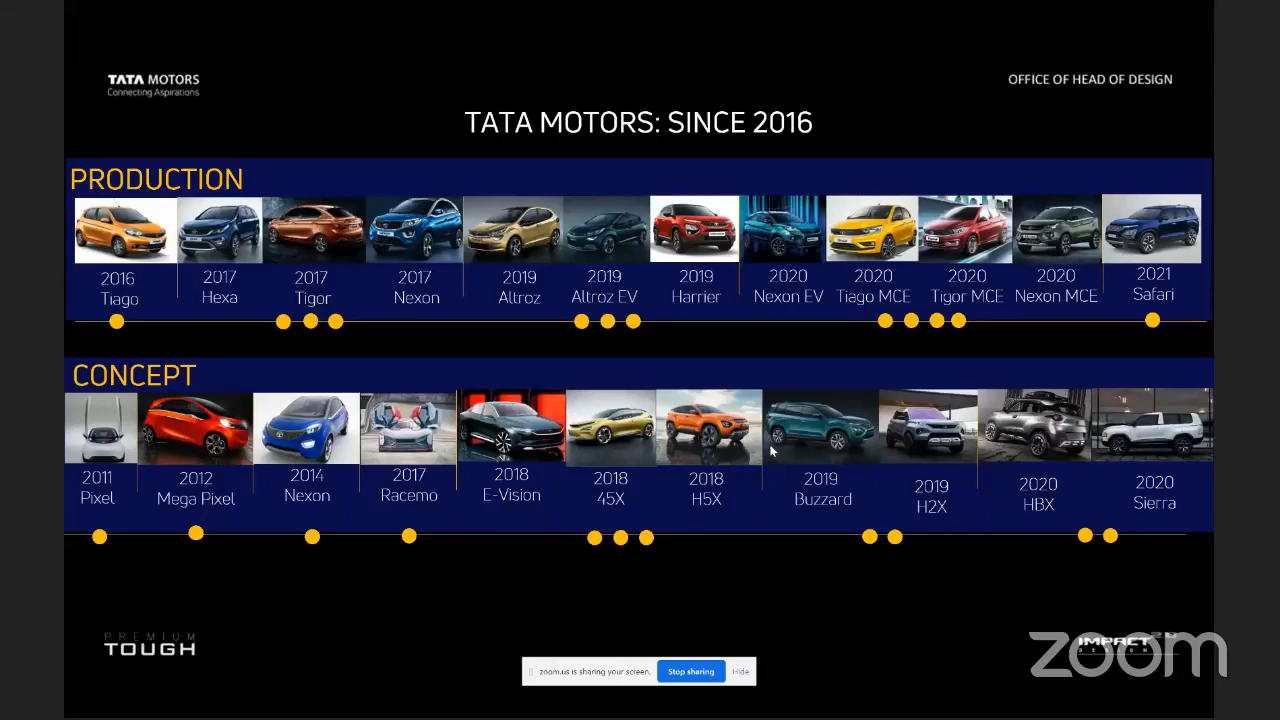 TATA MOTORS
Connecting Aspirations
OFFICE OF HEAD OF DESIGN
TATA MOTORS: SINCE 2016
PRODUCTION
2016 2017 2017 2017 2019 2019 2019 2020 2020 2020 2020 2021
Tiago Hexa Tigor Nexon Altroz Altroz EV Harrier Nexon EV Tiago MCE Tigor MCE Nexon MCE Safari
CONCEPT
2011 2012 2014 2017 2018 2018 2018 2019 2019 2020 2020
Pixel Mega Pixel Nexon Racemo E-Vision 45X H5X Buzzard H2X HBX Sierra
PREMIUM
TOUGH
IMPACT
DESIGN
zoom
zoom.us is sharing your screen. Stop sharing Hide